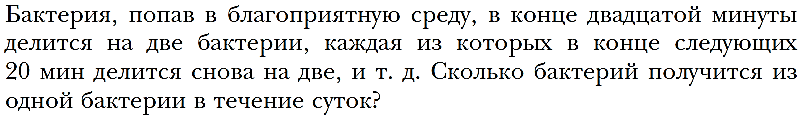 Бактерия, попав в благоприятную среду, в конце двадцатой минуты
делится на две бактерии, каждая из которых в конце следующих
20 мин делится снова на две, и т. д. Сколько бактерий получится из
одной бактерии в течение суток?